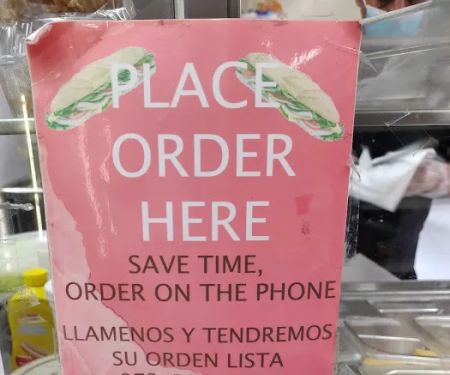 PLACE
ORDER
HERE
SAVE TIME,
ORDER ON THE PHONE
LLAMENOS Y TENDREMOS
SU ORDEN LISTA